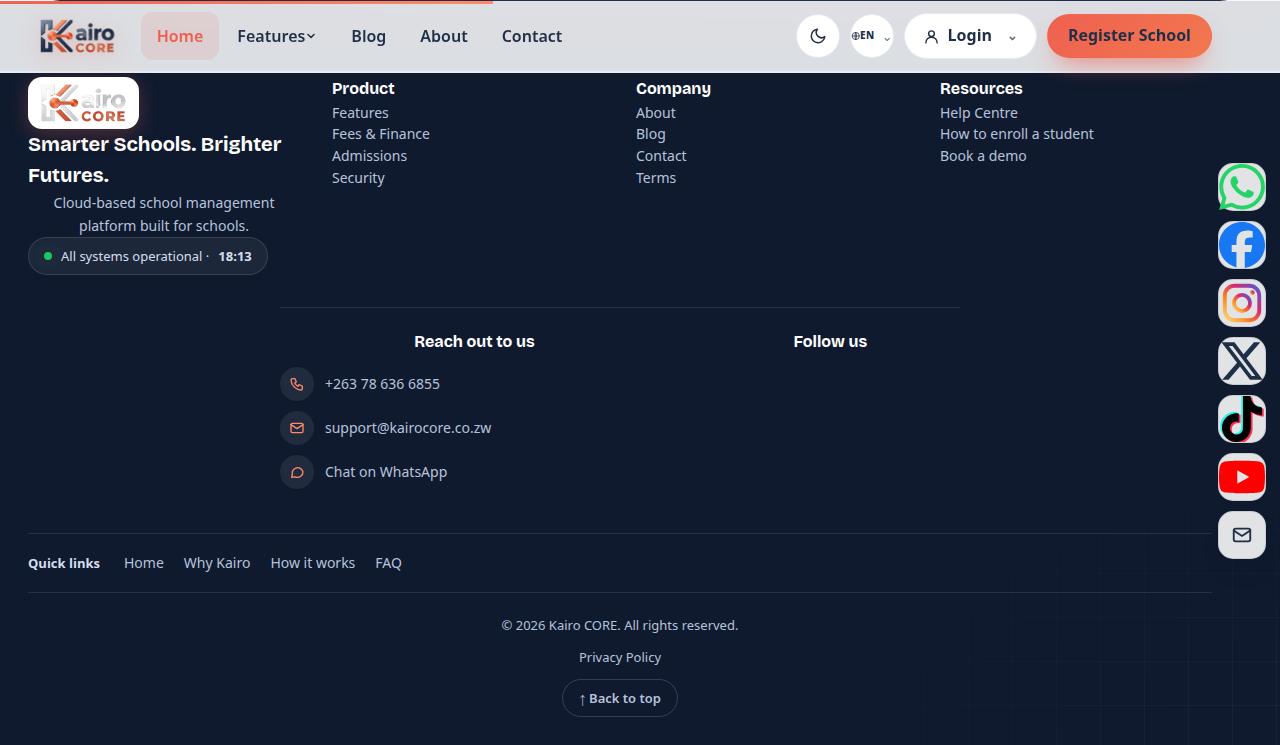 Kairo CORE
Home
Features
Blog
About
Contact
EN
Login
Register School
Kairo CORE
Smarter Schools. Brighter
Futures.
Cloud-based school management
platform built for schools.
All systems operational · 18:13
Product
Features
Fees & Finance
Admissions
Security
Company
About
Blog
Contact
Terms
Resources
Help Centre
How to enroll a student
Book a demo
Reach out to us
+263 78 636 6855
support@kairocore.co.zw
Chat on WhatsApp
Follow us
Quick links
Home
Why Kairo
How it works
FAQ
© 2026 Kairo CORE. All rights reserved.
Privacy Policy
↑ Back to top